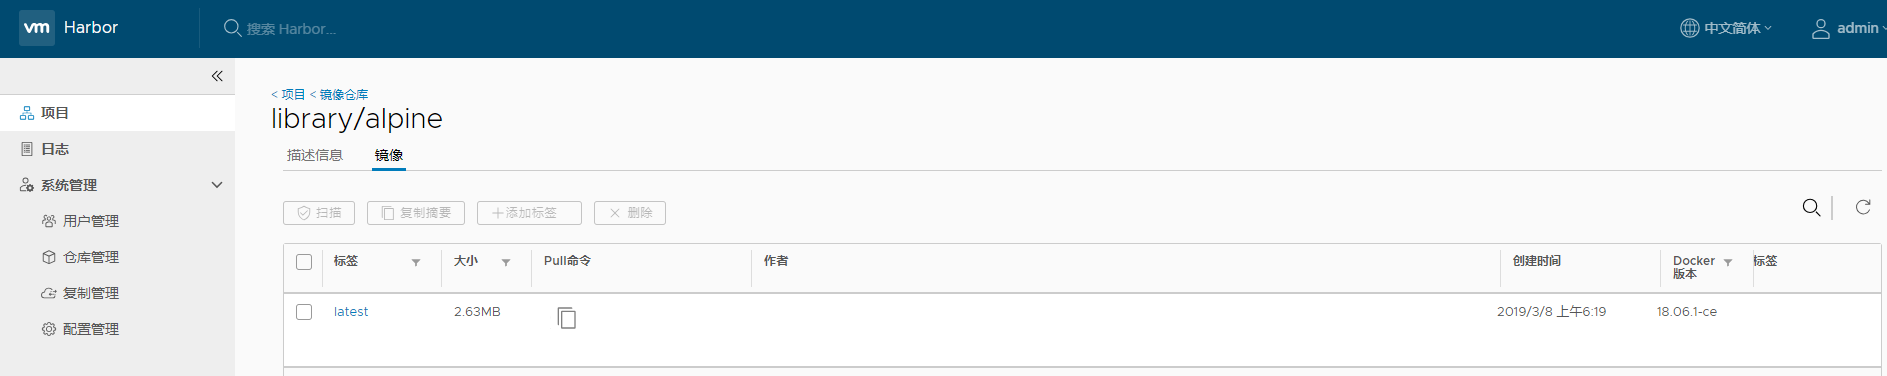 vm Harbor 搜索 Harbor... 中文简体 admin
< 项目 < 镜像仓库
library/alpine
描述信息 镜像
项目
日志
系统管理
用户管理
仓库管理
复制管理
配置管理
扫描 复制摘要 添加标签 删除
标签 大小 Pull命令 作者 创建时间 Docker 标签
版本
latest 2.63MB 2019/3/8 上午6:19 18.06.1-ce